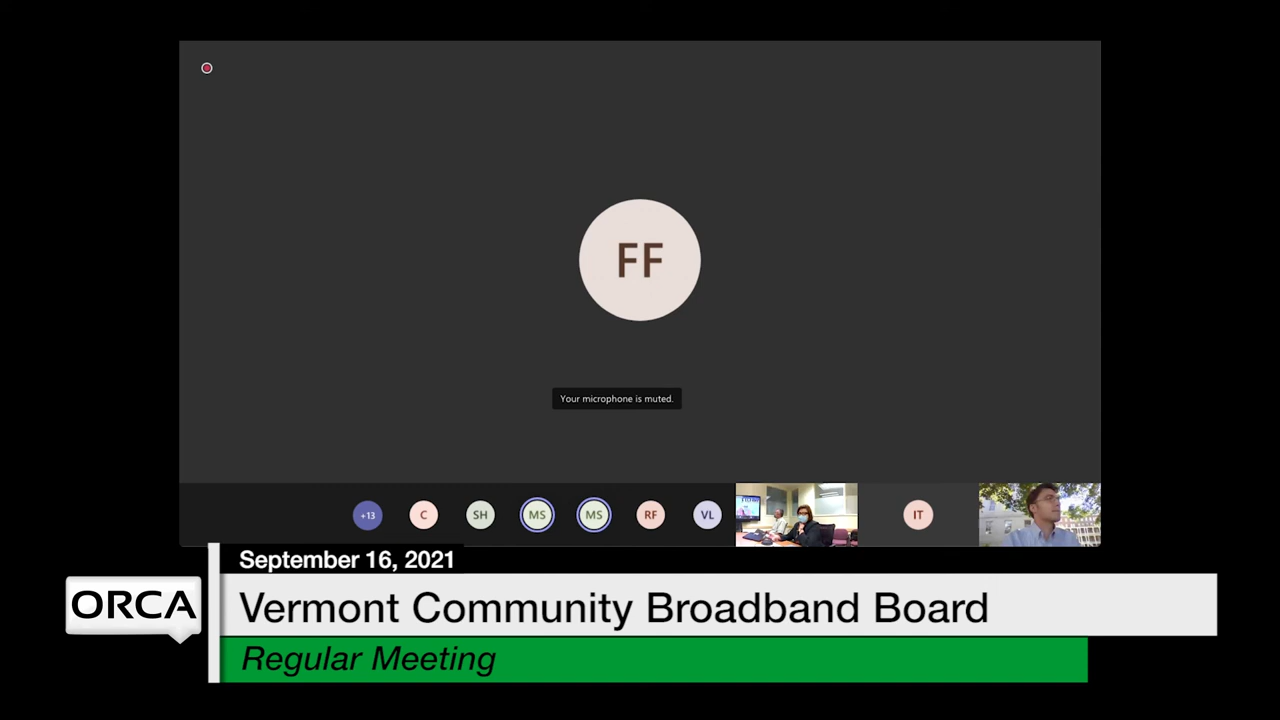 FF
Your microphone is muted.
+13
C
SH
MS
MS
RF
VL
IT
September 16, 2021
ORCA
Vermont Community Broadband Board
Regular Meeting